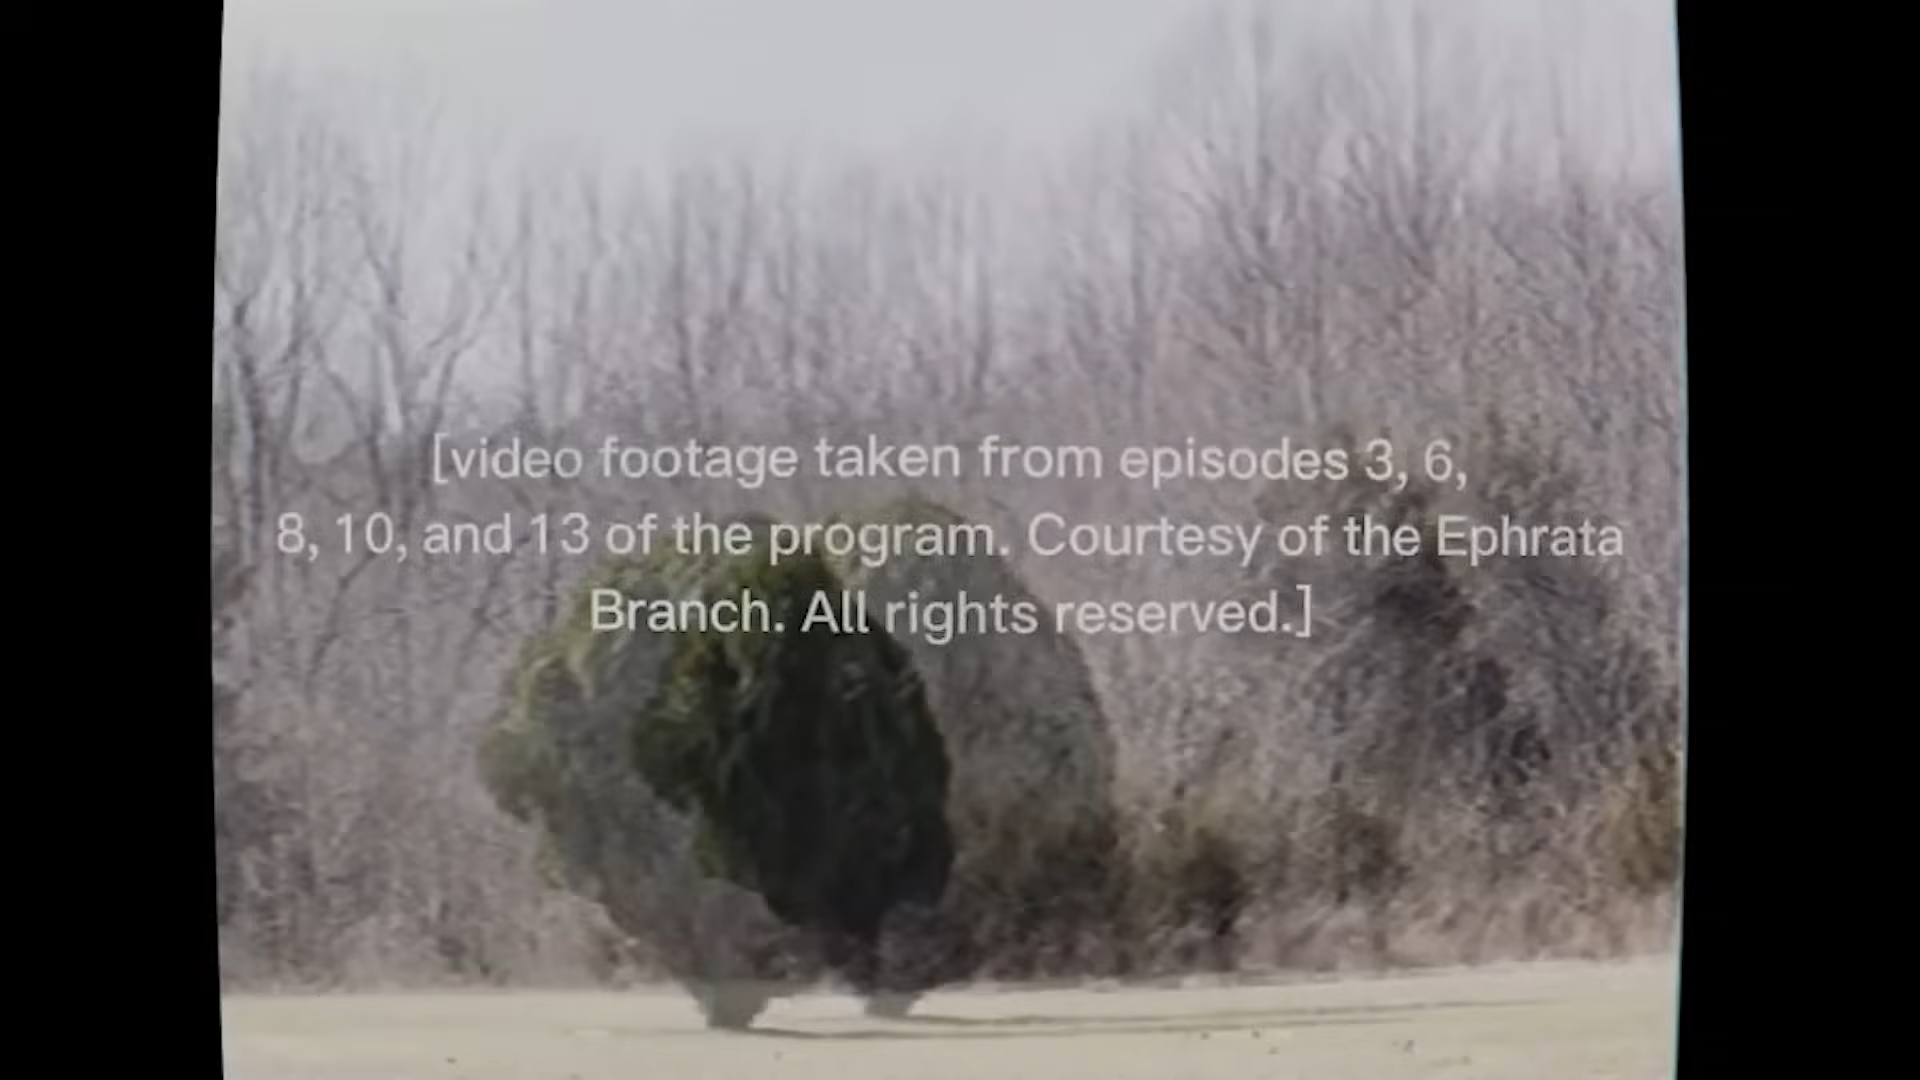 [video footage taken from episodes 3, 6,
8, 10, and 13 of the program. Courtesy of the Ephrata
Branch. All rights reserved.]